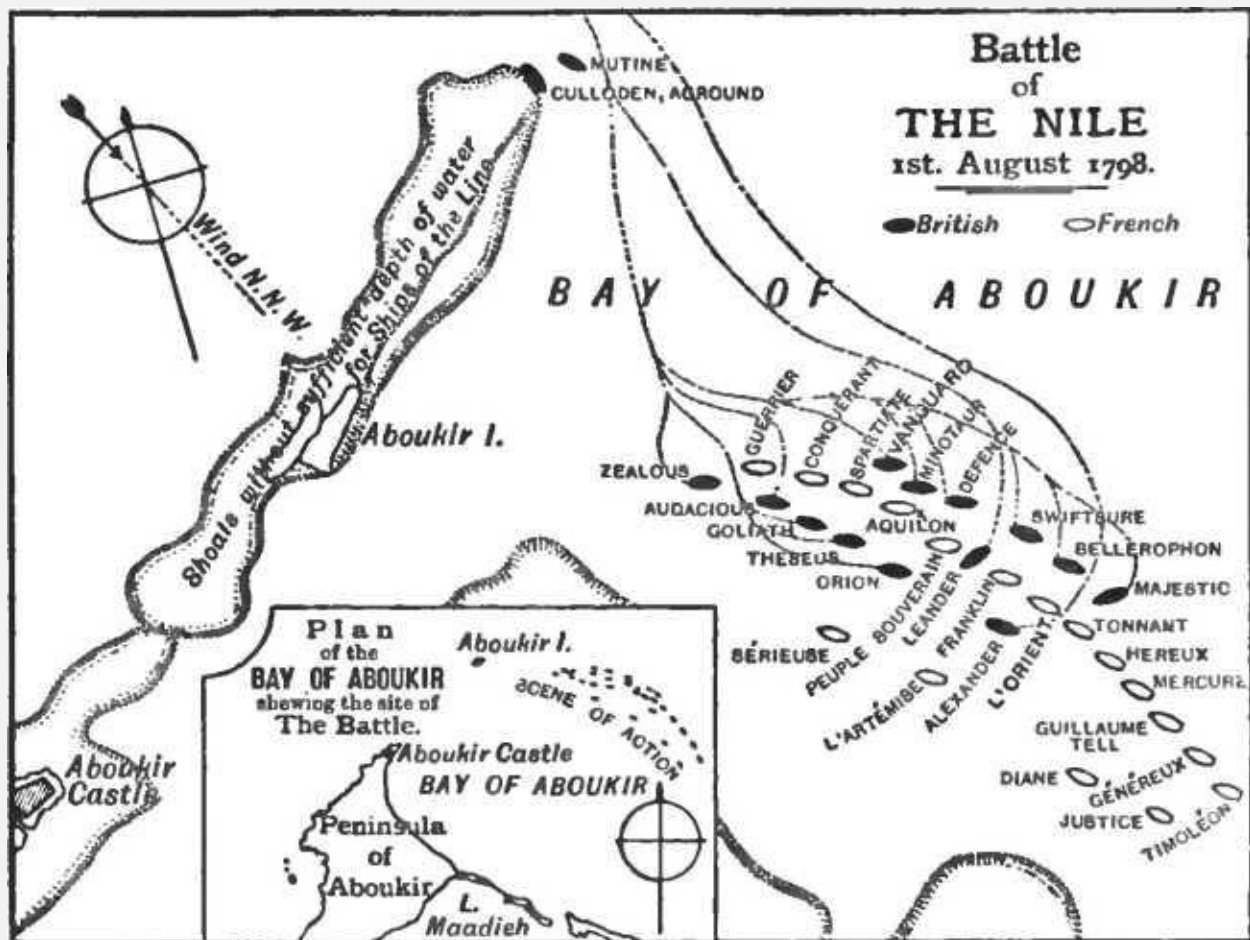 Battle
of
THE NILE
1st. August 1798.
British
French
MUTINE
CULLODEN, AGROUND
Wind N.N.W.
Shoals without sufficient depth of water
for Ships of the Line
BAY OF ABOUKIR
Aboukir I.
GUERRIER
CONQUÉRANT
SPARTIATE
VANGUARD
MINOTAUR
DEFENCE
ZEALOUS
AUDACIOUS
GOLIATH
THESEUS
ORION
AQUILON
SWIFTSURE
BELLEROPHON
MAJESTIC
PEUPLE SOUVERAIN
LEANDER
FRANKLIN
SÉRIEUSE
L'ARTÉMISE
ALEXANDER
L'ORIENT
TONNANT
HEREUX
MERCURE
GUILLAUME
TELL
DIANE
GÉNÉREUX
JUSTICE
TIMOLÉON
Aboukir
Castle
Plan
of the
BAY OF ABOUKIR
shewing the site of
The Battle.
Aboukir I.
SCENE OF ACTION
Aboukir Castle
BAY OF ABOUKIR
Peninsula
of
Aboukir
L.
Maadieh